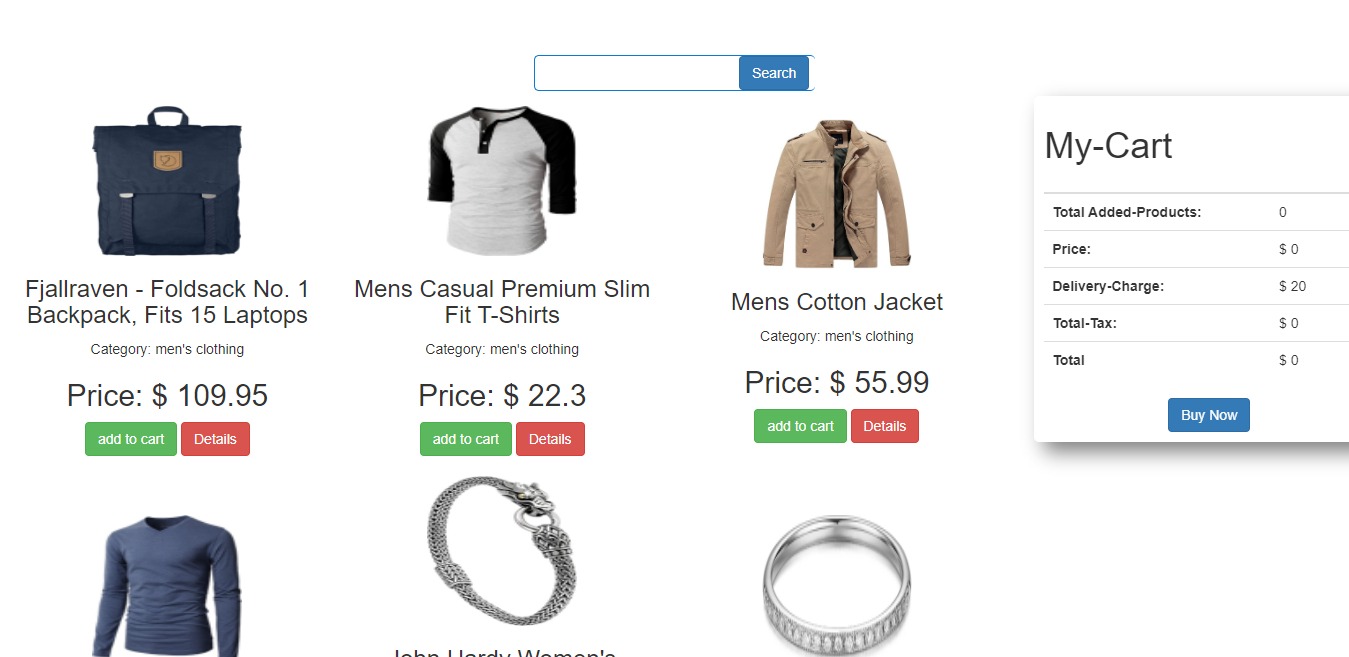 Search
My-Cart
Total Added-Products: 0
Price: $ 0
Delivery-Charge: $ 20
Total-Tax: $ 0
Total $ 0
Buy Now
Fjallraven - Foldsack No. 1
Backpack, Fits 15 Laptops
Category: men's clothing
Price: $ 109.95
add to cart Details
Mens Casual Premium Slim
Fit T-Shirts
Category: men's clothing
Price: $ 22.3
add to cart Details
Mens Cotton Jacket
Category: men's clothing
Price: $ 55.99
add to cart Details
John Hardy Women's